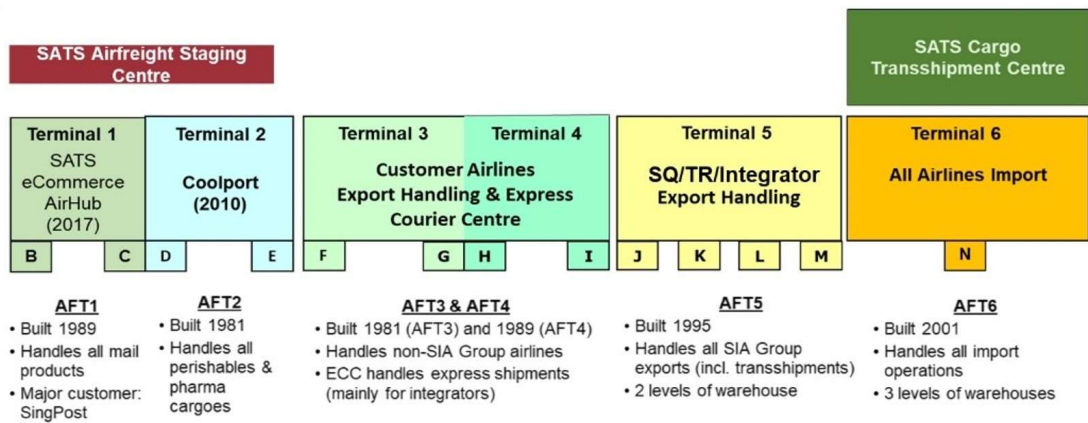 SATS Airfreight Staging
Centre
SATS Cargo
Transshipment Centre
Terminal 1
SATS
eCommerce
AirHub
(2017)
Terminal 2
Coolport
(2010)
Terminal 3
Terminal 4
Customer Airlines
Export Handling & Express
Courier Centre
Terminal 5
SQ/TR/Integrator
Export Handling
Terminal 6
All Airlines Import
B
C
D
E
F
G
H
I
J
K
L
M
N
AFT1
• Built 1989
• Handles all mail
products
• Major customer:
SingPost
AFT2
• Built 1981
• Handles all
perishables &
pharma
cargoes
AFT3 & AFT4
• Built 1981 (AFT3) and 1989 (AFT4)
• Handles non-SIA Group airlines
• ECC handles express shipments
(mainly for integrators)
AFT5
• Built 1995
• Handles all SIA Group
exports (incl. transshipments)
• 2 levels of warehouse
AFT6
• Built 2001
• Handles all import
operations
• 3 levels of warehouses